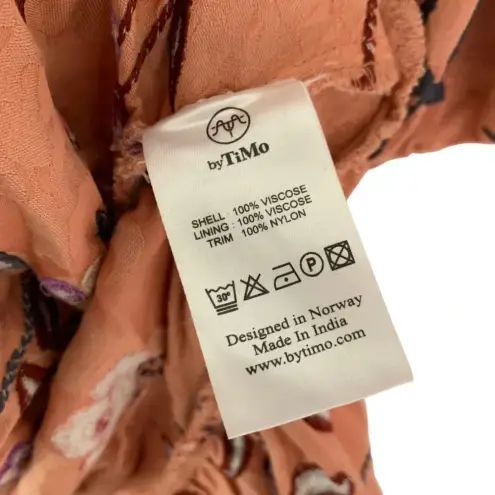 byTiMo
SHELL : 100% VISCOSE
LINING : 100% VISCOSE
TRIM : 100% NYLON
30°
P
Designed in Norway
Made In India
www.bytimo.com